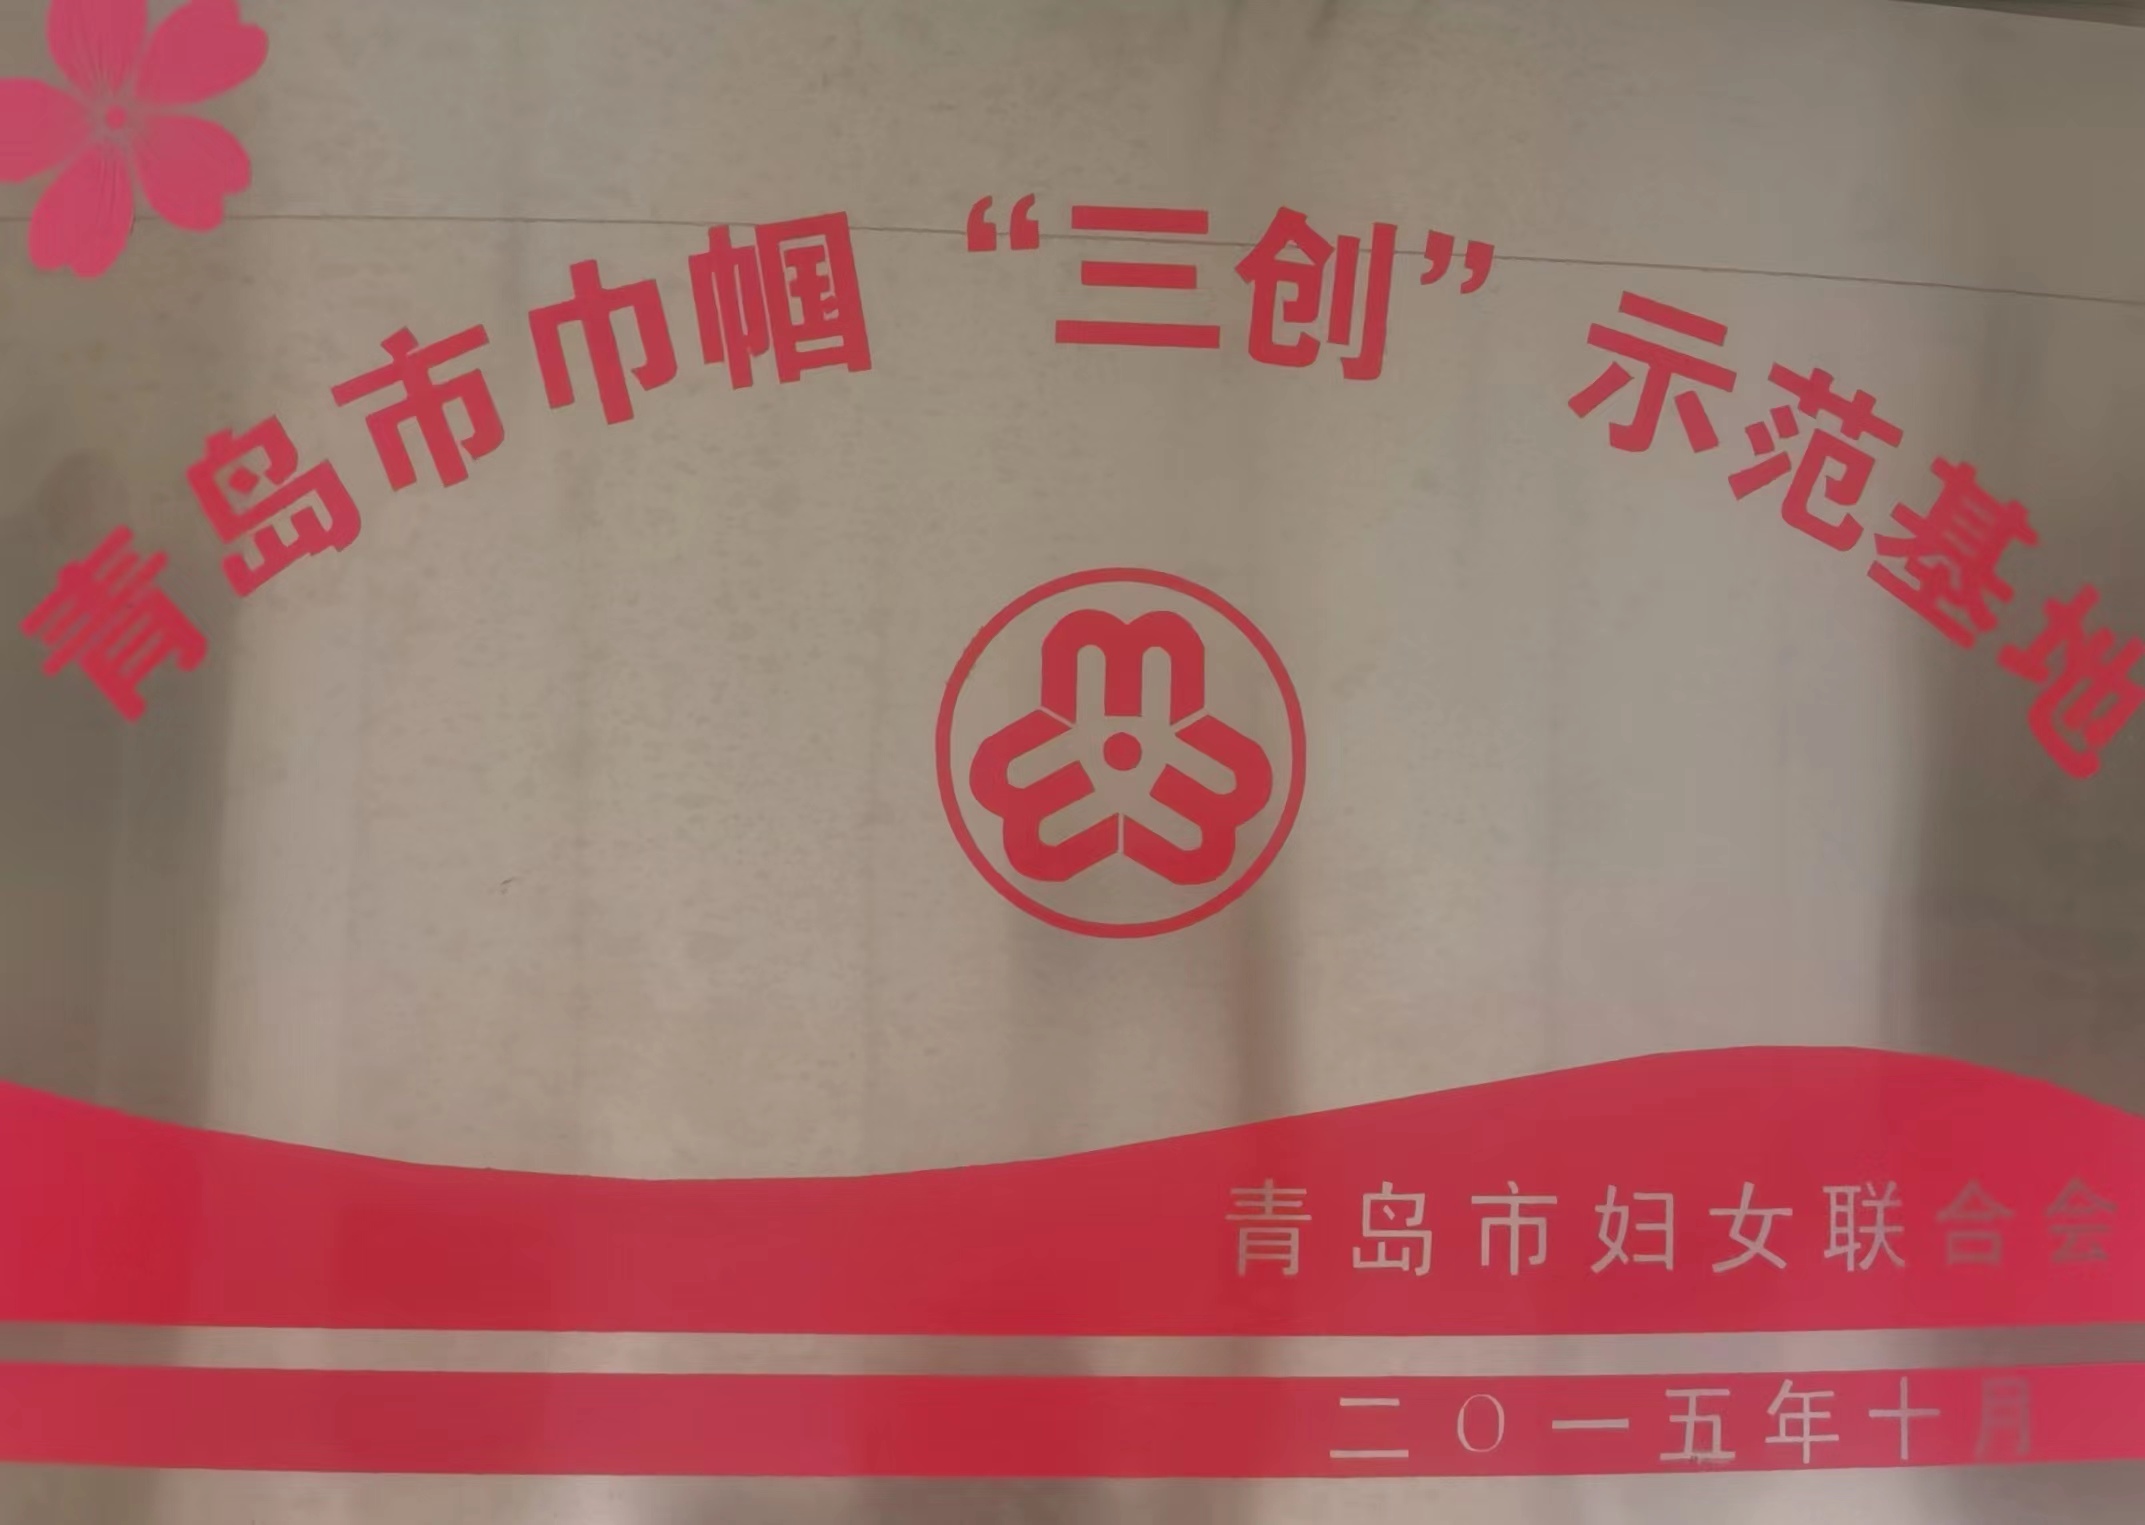 青岛市巾帼“三创”示范基地
青岛市妇女联合会
二〇一五年十月